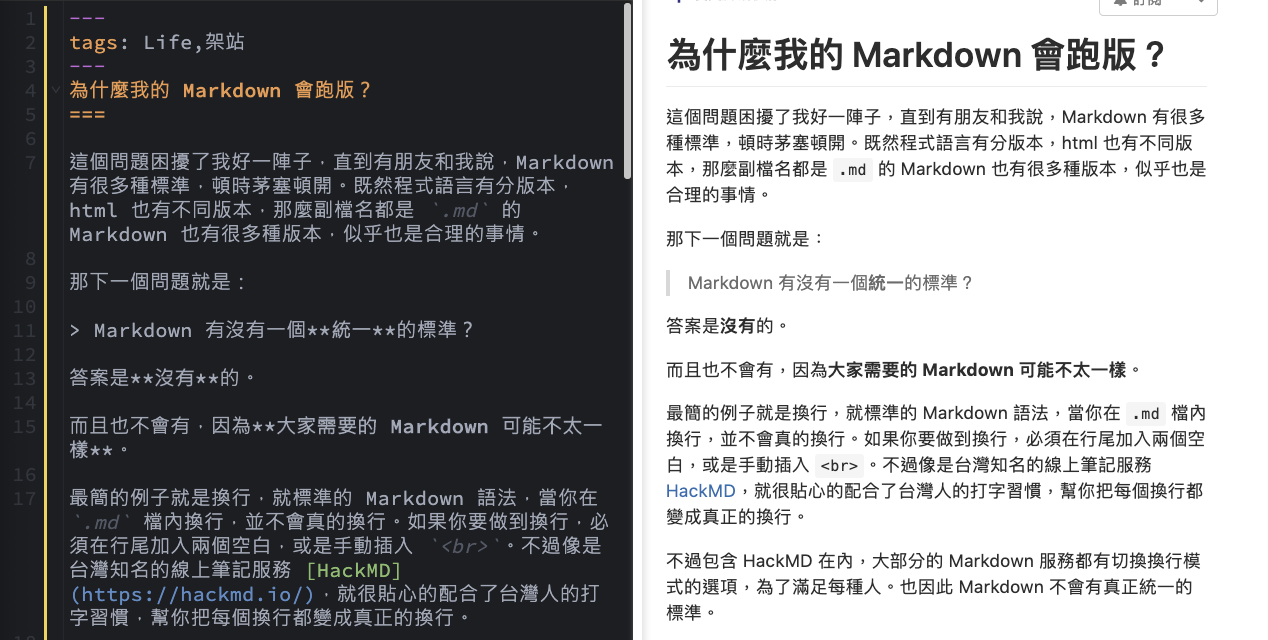 1 ---
2 tags: Life,架站
3 ---
4 為什麼我的 Markdown 會跑版？
5 ===
6
7 這個問題困擾了我好一陣子，直到有朋友和我說，Markdown
有很多種標準，頓時茅塞頓開。既然程式語言有分版本，
html 也有不同版本，那麼副檔名都是 `.md` 的
Markdown 也有很多種版本，似乎也是合理的事情。
8
9 那下一個問題就是：
10
11 > Markdown 有沒有一個**統一**的標準？
12
13 答案是**沒有**的。
14
15 而且也不會有，因為**大家需要的 Markdown 可能不太一
樣**。
16
17 最簡的例子就是換行，就標準的 Markdown 語法，當你在
`.md` 檔內換行，並不會真的換行。如果你要做到換行，必
須在行尾加入兩個空白，或是手動插入 `<br>`。不過像是
台灣知名的線上筆記服務 [HackMD]
(https://hackmd.io/)，就很貼心的配合了台灣人的打
字習慣，幫你把每個換行都變成真正的換行。
訂閱
為什麼我的 Markdown 會跑版？
這個問題困擾了我好一陣子，直到有朋友和我說，Markdown 有很多
種標準，頓時茅塞頓開。既然程式語言有分版本，html 也有不同版
本，那麼副檔名都是 .md 的 Markdown 也有很多種版本，似乎也是
合理的事情。
那下一個問題就是：
Markdown 有沒有一個統一的標準？
答案是沒有的。
而且也不會有，因為大家需要的 Markdown 可能不太一樣。
最簡的例子就是換行，就標準的 Markdown 語法，當你在 .md 檔內
換行，並不會真的換行。如果你要做到換行，必須在行尾加入兩個空
白，或是手動插入 <br>。不過像是台灣知名的線上筆記服務
HackMD，就很貼心的配合了台灣人的打字習慣，幫你把每個換行都
變成真正的換行。
不過包含 HackMD 在內，大部分的 Markdown 服務都有切換換行模
式的選項，為了滿足每種人。也因此 Markdown 不會有真正統一的
標準。